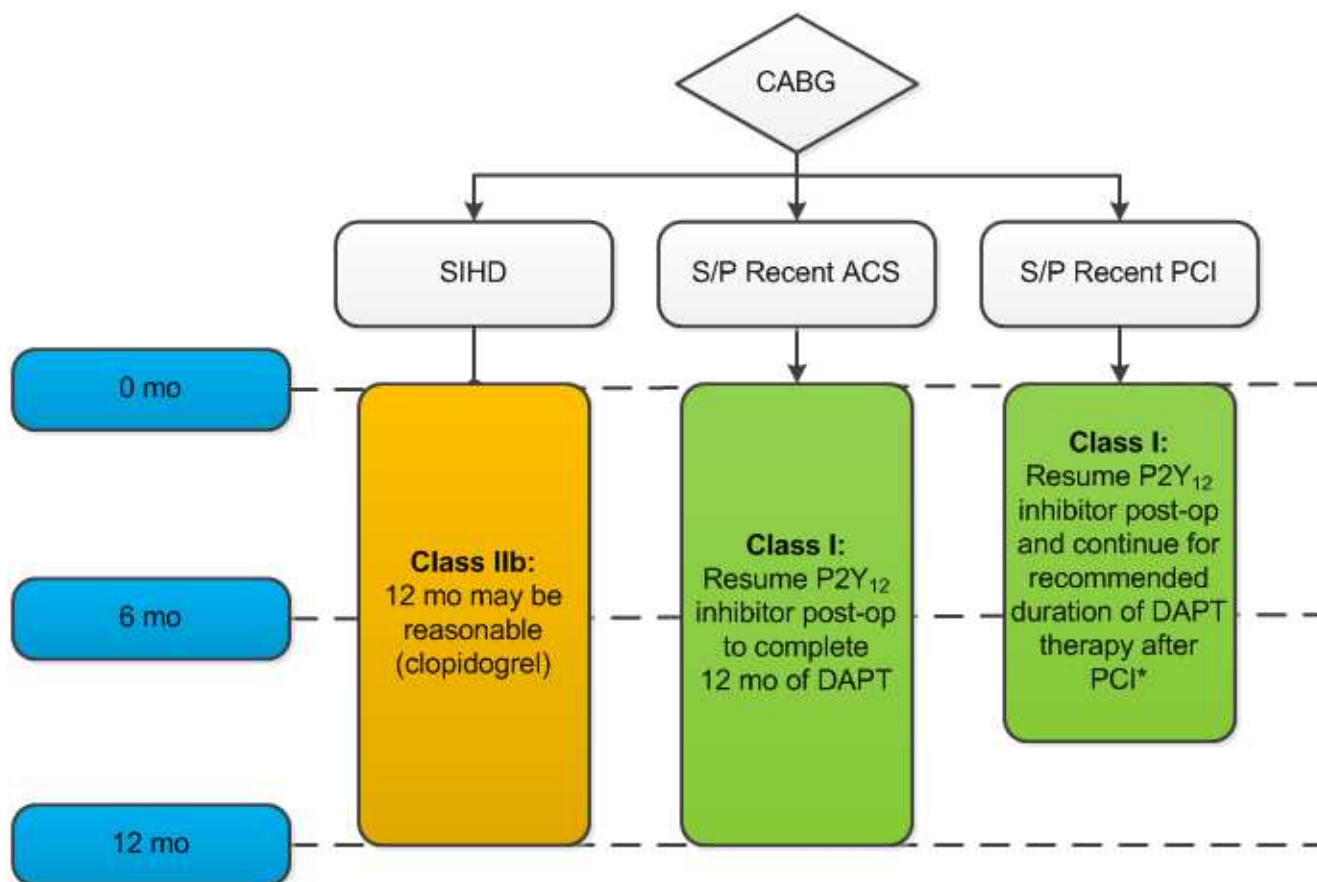 CABG
SIHD
S/P Recent ACS
S/P Recent PCI
0 mo
6 mo
12 mo
Class IIb:
12 mo may be
reasonable
(clopidogrel)
Class I:
Resume P2Y₁₂
inhibitor post-op
to complete
12 mo of DAPT
Class I:
Resume P2Y₁₂
inhibitor post-op
and continue for
recommended
duration of DAPT
therapy after
PCI*